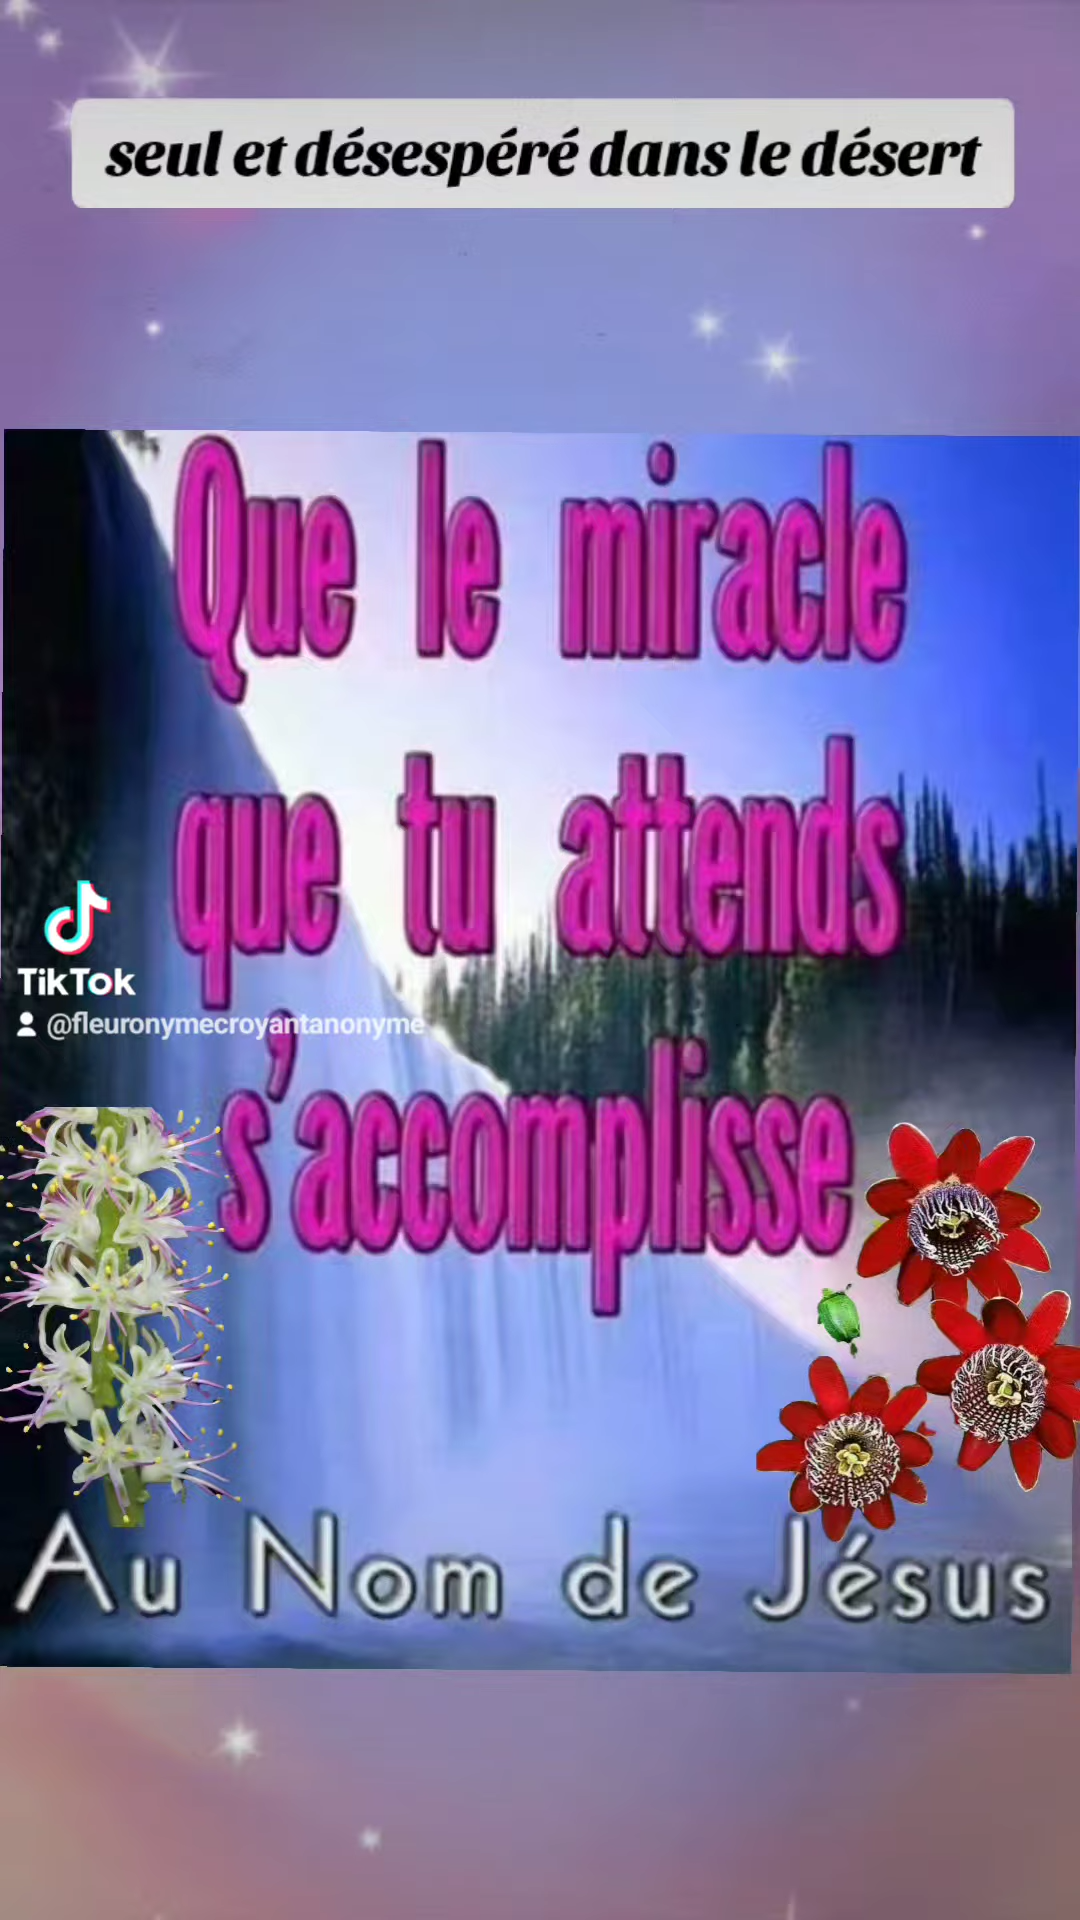 seul et désespéré dans le désert
Que le miracle
que tu attends
TikTok
@fleuronymecroyantanonyme
s'accomplisse
Au Nom de Jésus